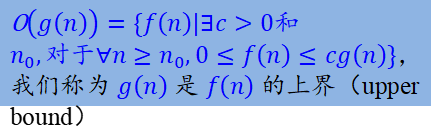 O(g(n)) = {f(n)|∃c > 0和
n₀, 对于∀n ≥ n₀, 0 ≤ f(n) ≤ cg(n)},
我们称为 g(n) 是 f(n) 的上界（upper
bound）